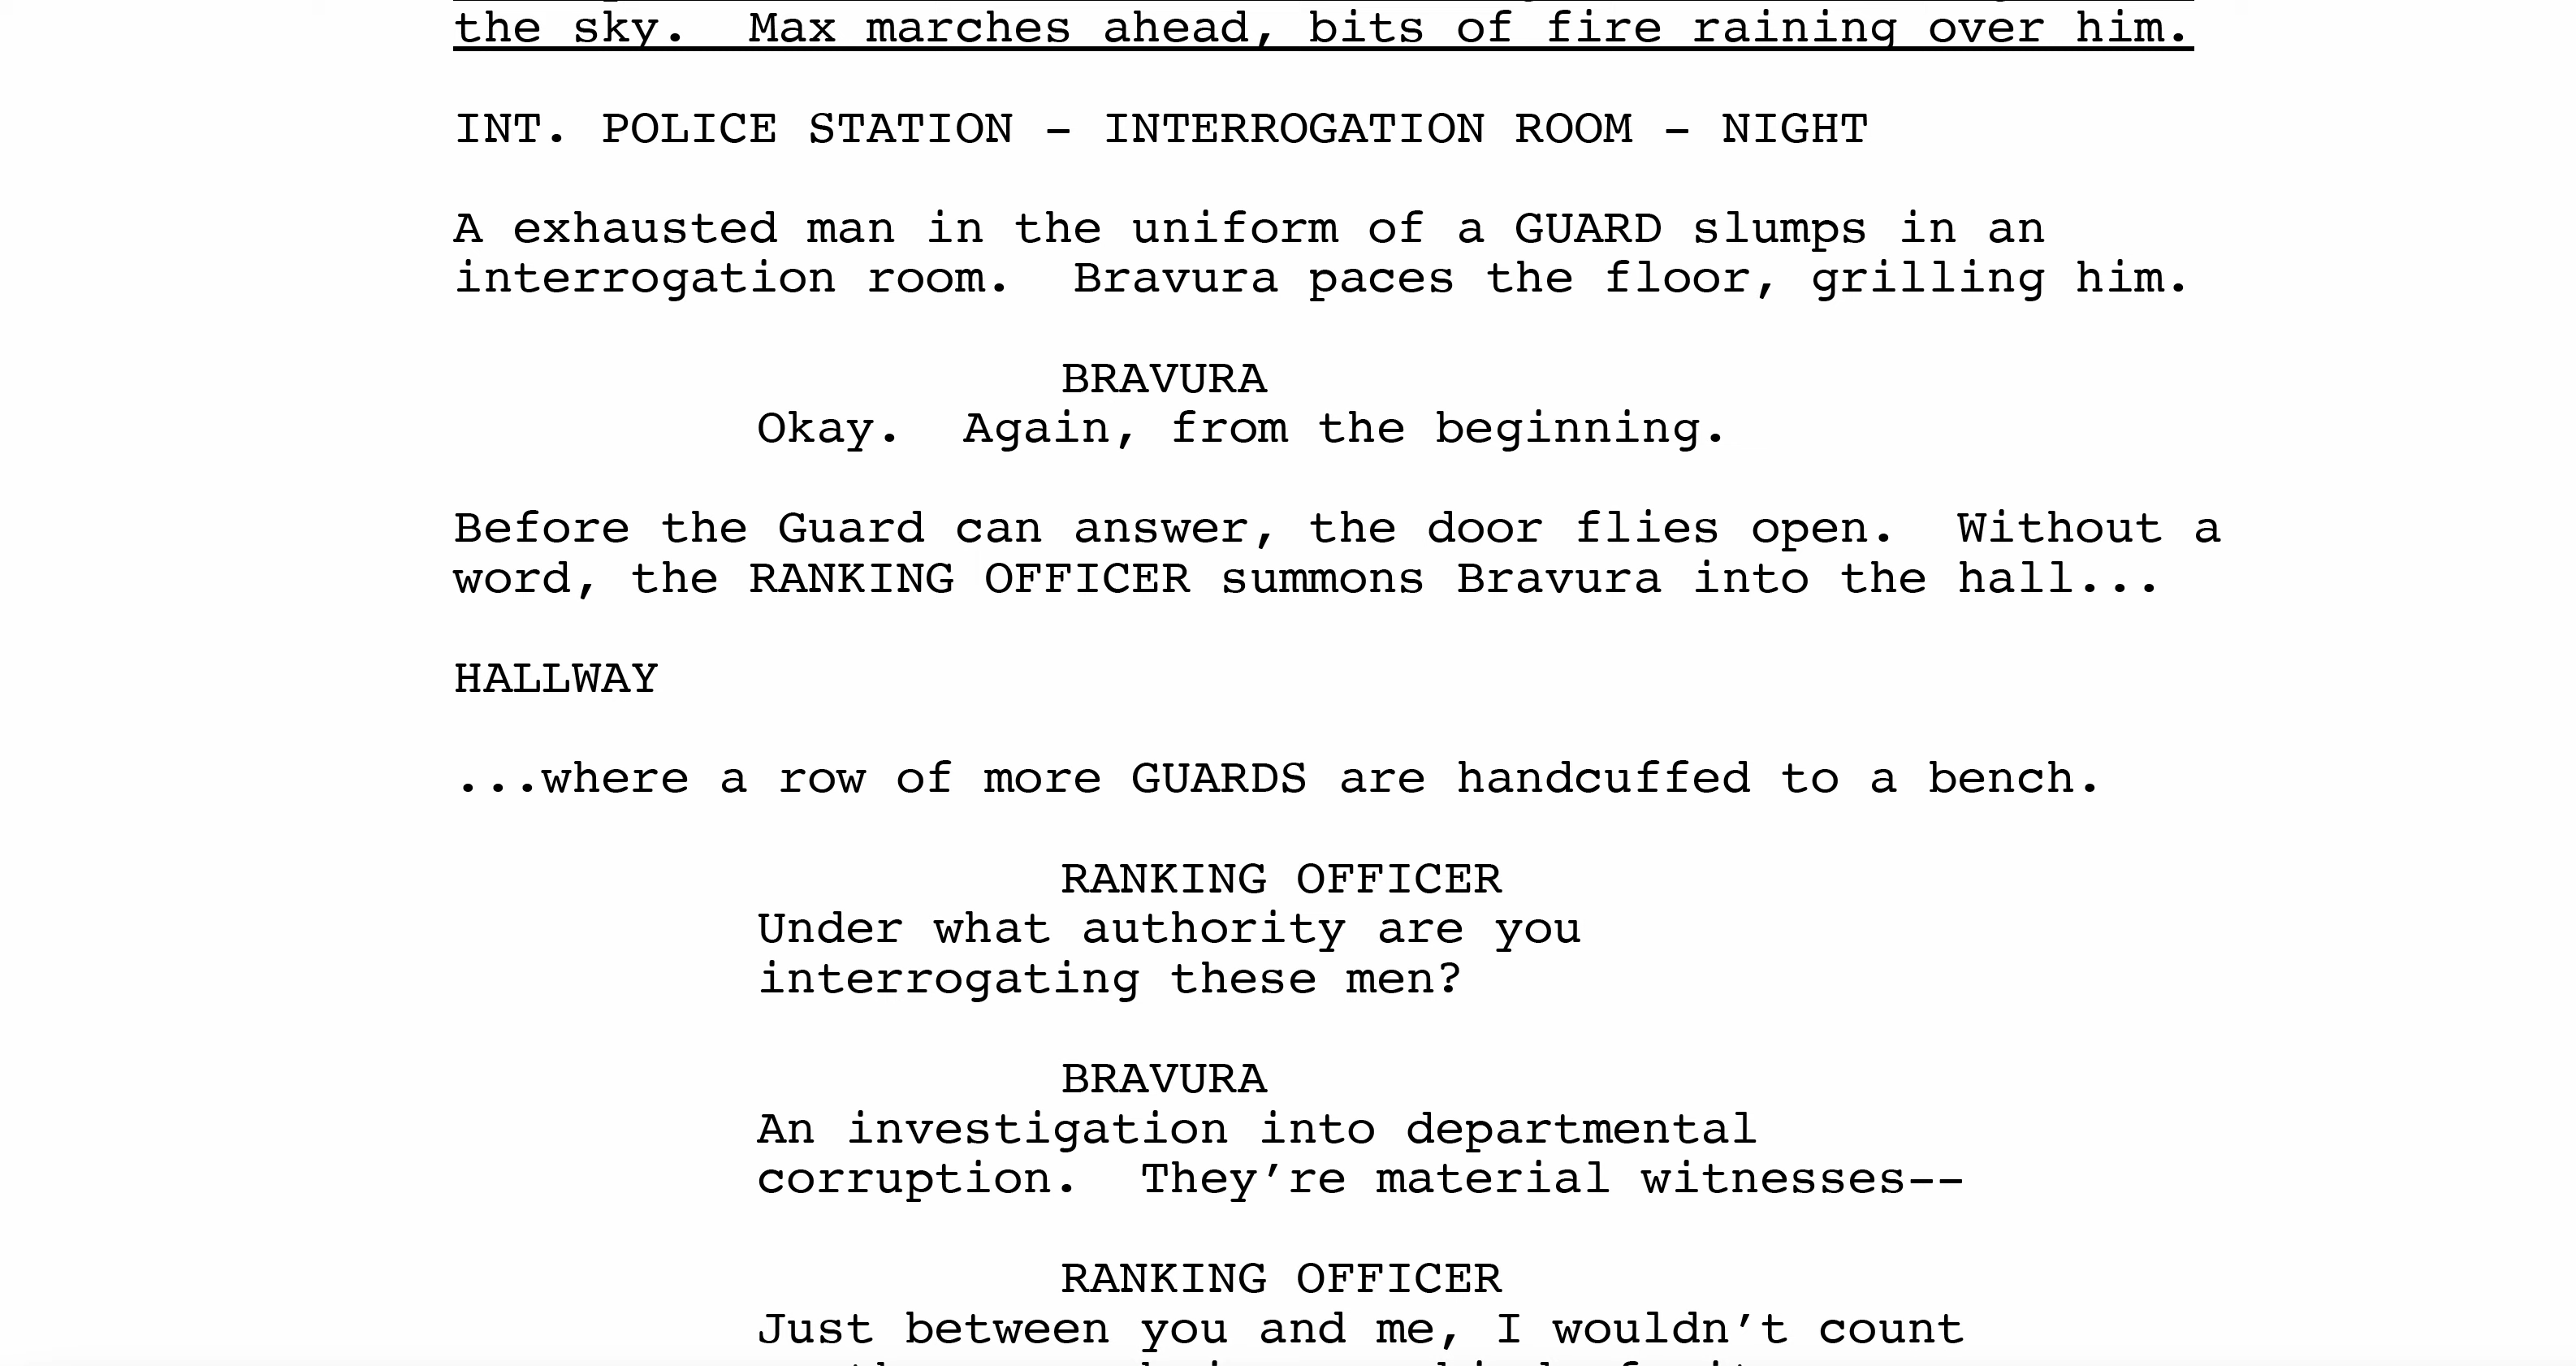 the sky.  Max marches ahead, bits of fire raining over him.
INT. POLICE STATION - INTERROGATION ROOM - NIGHT
A exhausted man in the uniform of a GUARD slumps in an
interrogation room.  Bravura paces the floor, grilling him.
BRAVURA
Okay.  Again, from the beginning.
Before the Guard can answer, the door flies open.  Without a
word, the RANKING OFFICER summons Bravura into the hall...
HALLWAY
...where a row of more GUARDS are handcuffed to a bench.
RANKING OFFICER
Under what authority are you
interrogating these men?
BRAVURA
An investigation into departmental
corruption.  They’re material witnesses--
RANKING OFFICER
Just between you and me, I wouldn’t count